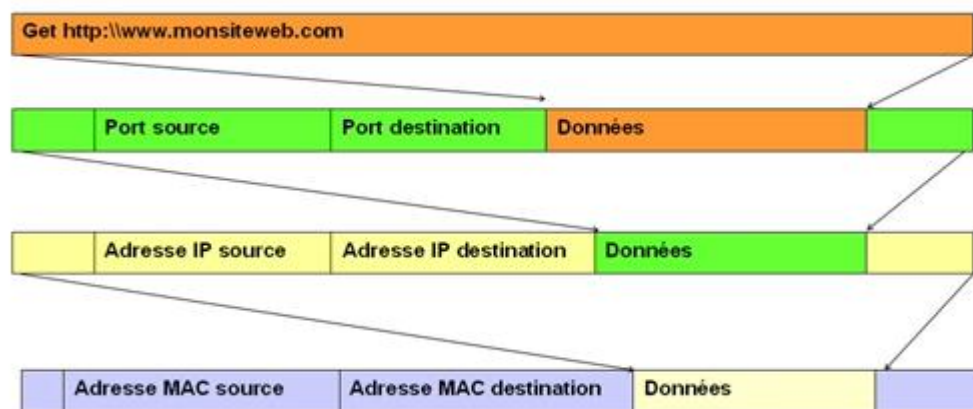 Get http:\\www.monsiteweb.com
Port source Port destination Données
Adresse IP source Adresse IP destination Données
Adresse MAC source Adresse MAC destination Données